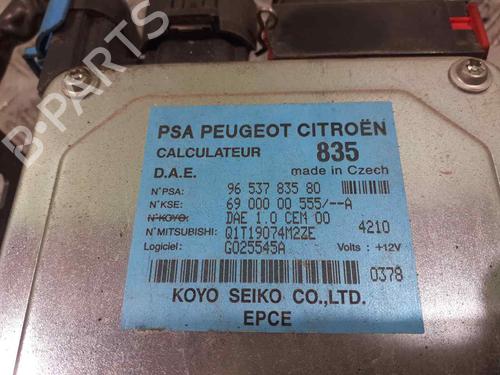 B-PARTS
PSA PEUGEOT CITROËN
CALCULATEUR 835
D.A.E. made in Czech
N°PSA: 96 537 835 80
N°KSE: 69 000 00 555/--A
N°KOYO: DAE 1.0 CEM 00
N°MITSUBISHI: Q1T19074M2ZE 4210
Logiciel: G025545A Volts : +12V
0378
KOYO SEIKO CO.,LTD.
EPCE